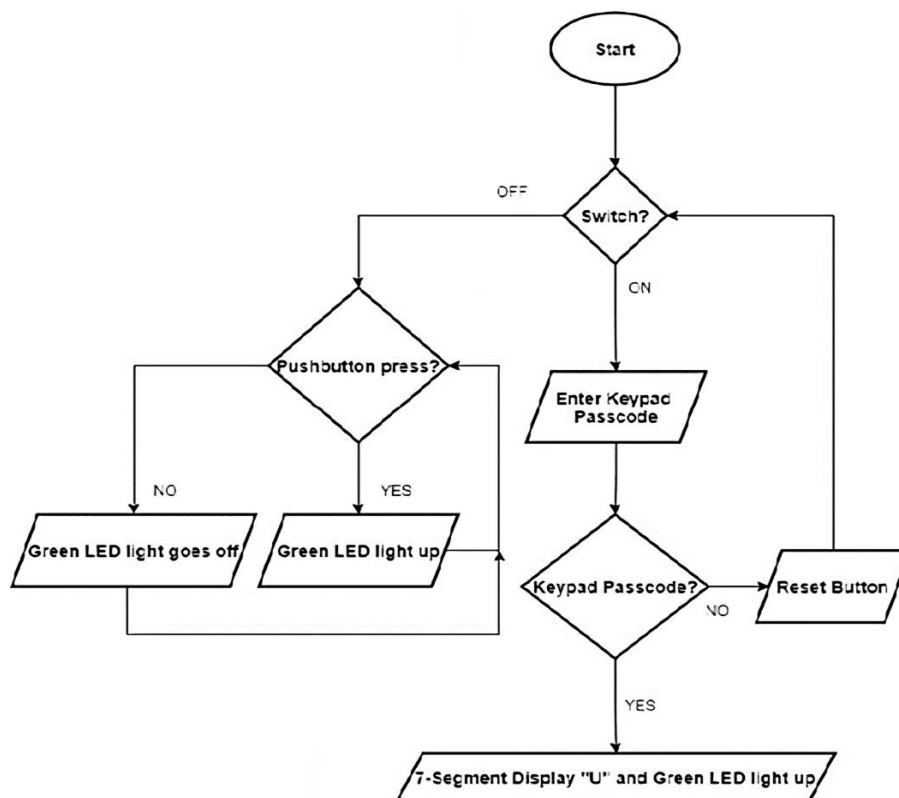 Start
OFF
Switch?
ON
Pushbutton press?
Enter Keypad
Passcode
NO
YES
Green LED light goes off
Green LED light up
Keypad Passcode?
NO
Reset Button
YES
7-Segment Display "U" and Green LED light up